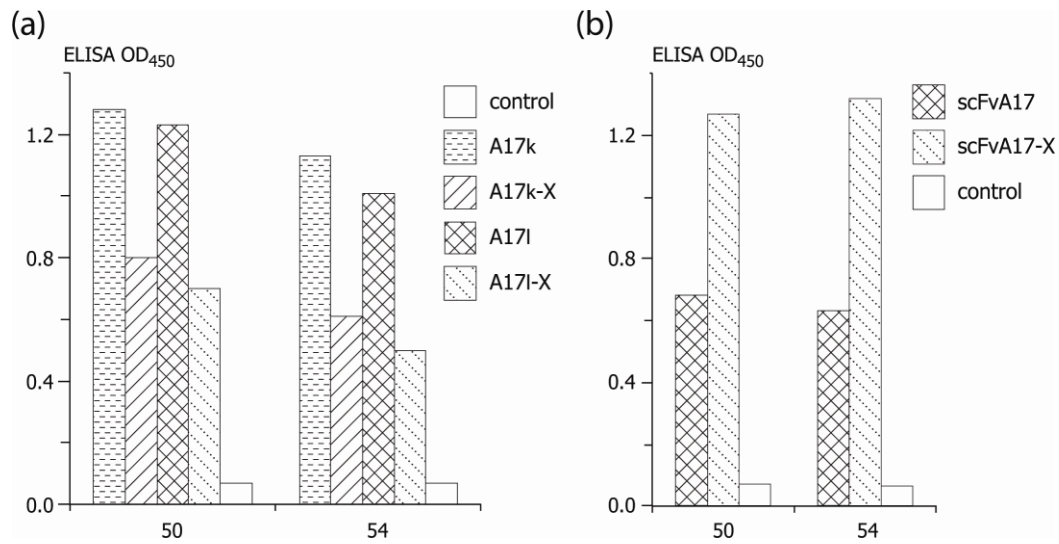 (a)
ELISA OD450
1.2
0.8
0.4
0.0
50
54
control
A17k
A17k-X
A17l
A17l-X
(b)
ELISA OD450
1.2
0.8
0.4
0.0
50
54
scFvA17
scFvA17-X
control